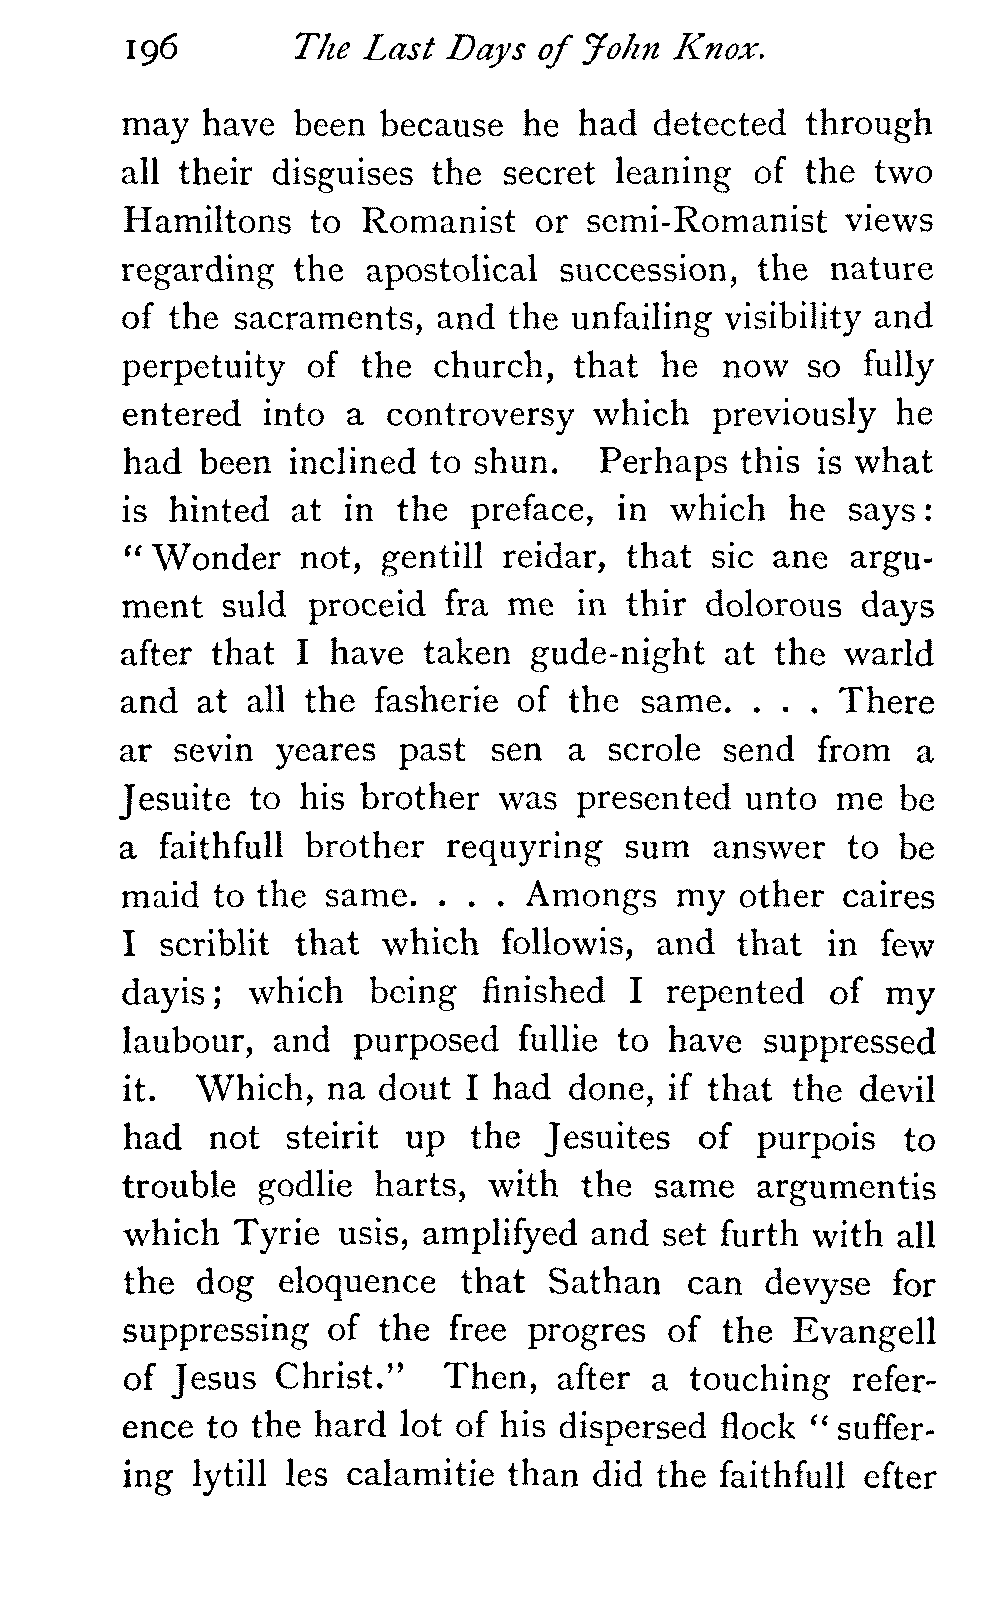 196 The Last Days of John Knox.
may have been because he had detected through
all their disguises the secret leaning of the two
Hamiltons to Romanist or semi-Romanist views
regarding the apostolical succession, the nature
of the sacraments, and the unfailing visibility and
perpetuity of the church, that he now so fully
entered into a controversy which previously he
had been inclined to shun. Perhaps this is what
is hinted at in the preface, in which he says:
“Wonder not, gentill reidar, that sic ane argu-
ment suld proceid fra me in thir dolorous days
after that I have taken gude-night at the warld
and at all the fasherie of the same. . . . There
ar sevin yeares past sen a scrole send from a
Jesuite to his brother was presented unto me be
a faithfull brother requyring sum answer to be
maid to the same. . . . Amongs my other caires
I scriblit that which followis, and that in few
dayis; which being finished I repented of my
laubour, and purposed fullie to have suppressed
it. Which, na dout I had done, if that the devil
had not steirit up the Jesuites of purpois to
trouble godlie harts, with the same argumentis
which Tyrie usis, amplifyed and set furth with all
the dog eloquence that Sathan can devyse for
suppressing of the free progres of the Evangell
of Jesus Christ.” Then, after a touching refer-
ence to the hard lot of his dispersed flock “suffer-
ing lytill les calamitie than did the faithfull efter